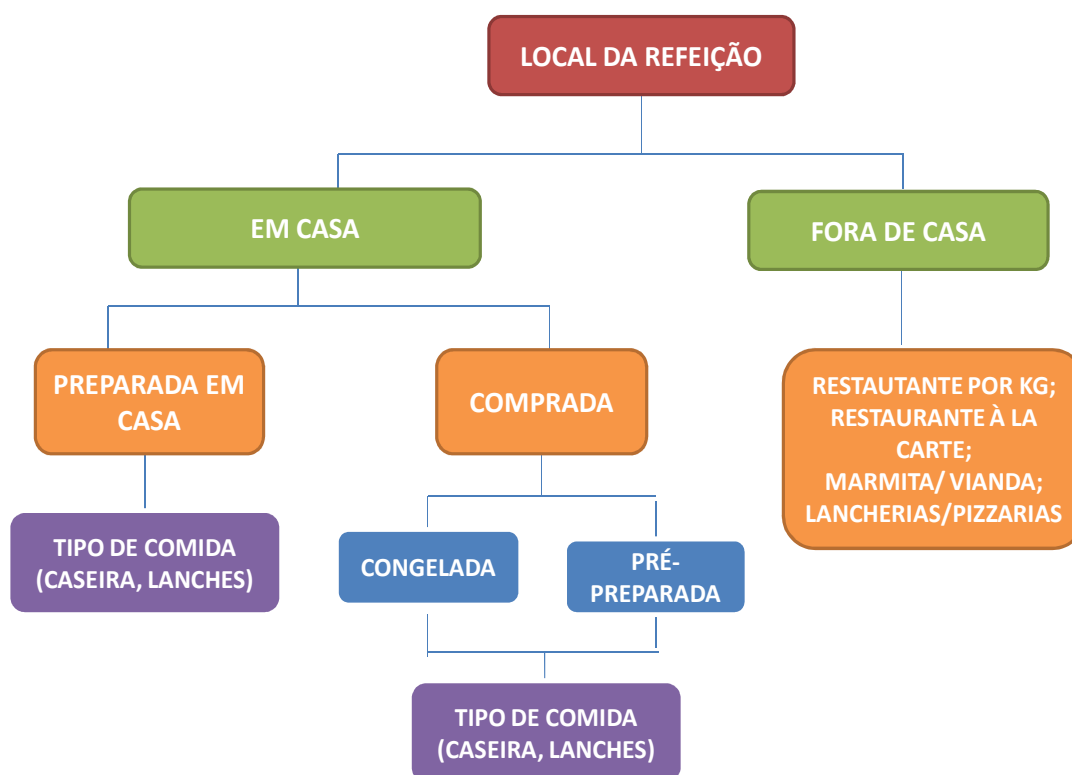 LOCAL DA REFEIÇÃO
EM CASA
FORA DE CASA
PREPARADA EM
CASA
COMPRADA
RESTAUTANTE POR KG;
RESTAURANTE À LA
CARTE;
MARMITA/ VIANDA;
LANCHERIAS/PIZZARIAS
TIPO DE COMIDA
(CASEIRA, LANCHES)
CONGELADA
PRÉ-
PREPARADA
TIPO DE COMIDA
(CASEIRA, LANCHES)